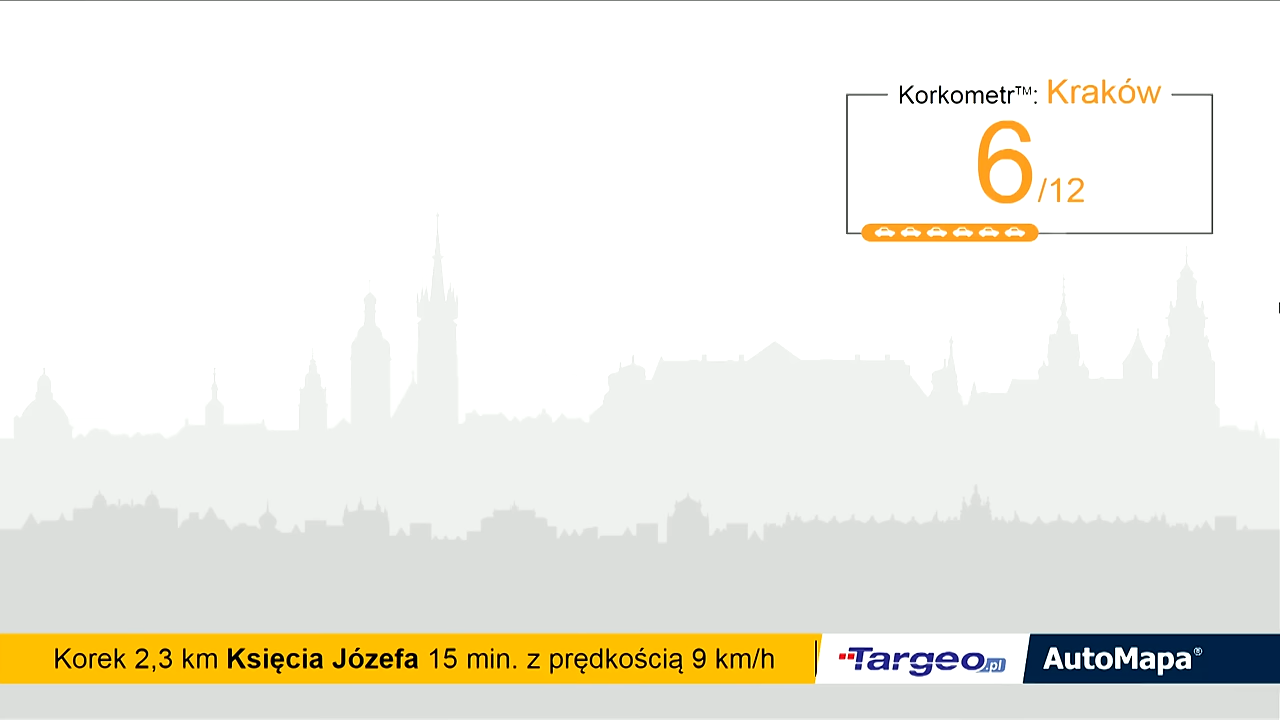 Korkometr™: Kraków
6/12
Korek 2,3 km Księcia Józefa 15 min. z prędkością 9 km/h
Targeo.pl
AutoMapa®